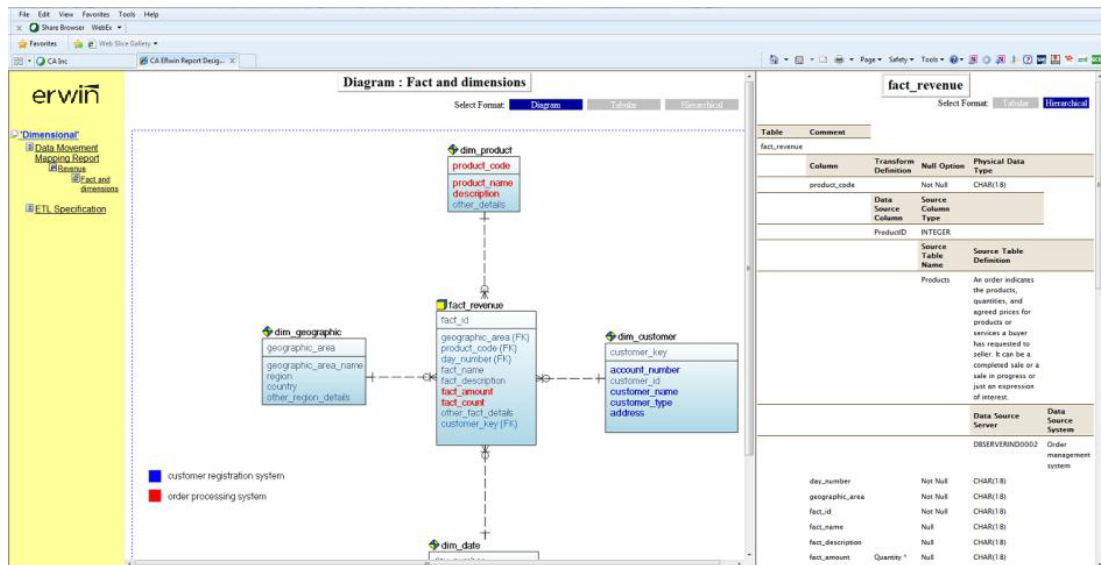 File Edit View Favorites Tools Help
x Share Browser WebEx
Favorites Web Slice Gallery
CA Inc CA ERwin Report Desig... X
Page Safety Tools
erwin
'Dimensional'
Data Movement
Mapping Report
Revenue
Fact and
dimensions
ETL Specification
Diagram : Fact and dimensions
Select Format: Diagram Tabular Hierarchical
dim_product
product_code
product_name
description
other_details
fact_revenue
fact_id
geographic_area (FK)
product_code (FK)
day_number (FK)
fact_name
fact_description
fact_amount
fact_count
other_fact_details
customer_key (FK)
dim_geographic
geographic_area
geographic_area_name
region
country
other_region_details
dim_customer
customer_key
account_number
customer_id
customer_name
customer_type
address
customer registration system
order processing system
dim_date
fact_revenue
Select Format: Tabular Hierarchical
Table Comment
fact_revenue
Column Transform Definition Null Option Physical Data Type
product_code Not Null CHAR(18)
Data Source Column Source Column Type
ProductID INTEGER
Source Table Name Source Table Definition
Products An order indicates
the products,
quantities, and
agreed prices for
products or
services a buyer
has requested to
seller. It can be a
completed sale or a
sale in progress or
just an expression
of interest.
Data Source Server Data Source System
DBSERVERIND0002 Order management system
day_number Not Null CHAR(18)
geographic_area Not Null CHAR(18)
fact_id Not Null CHAR(18)
fact_name Null CHAR(18)
fact_description Null CHAR(18)
fact_amount Quantity * Null CHAR(18)